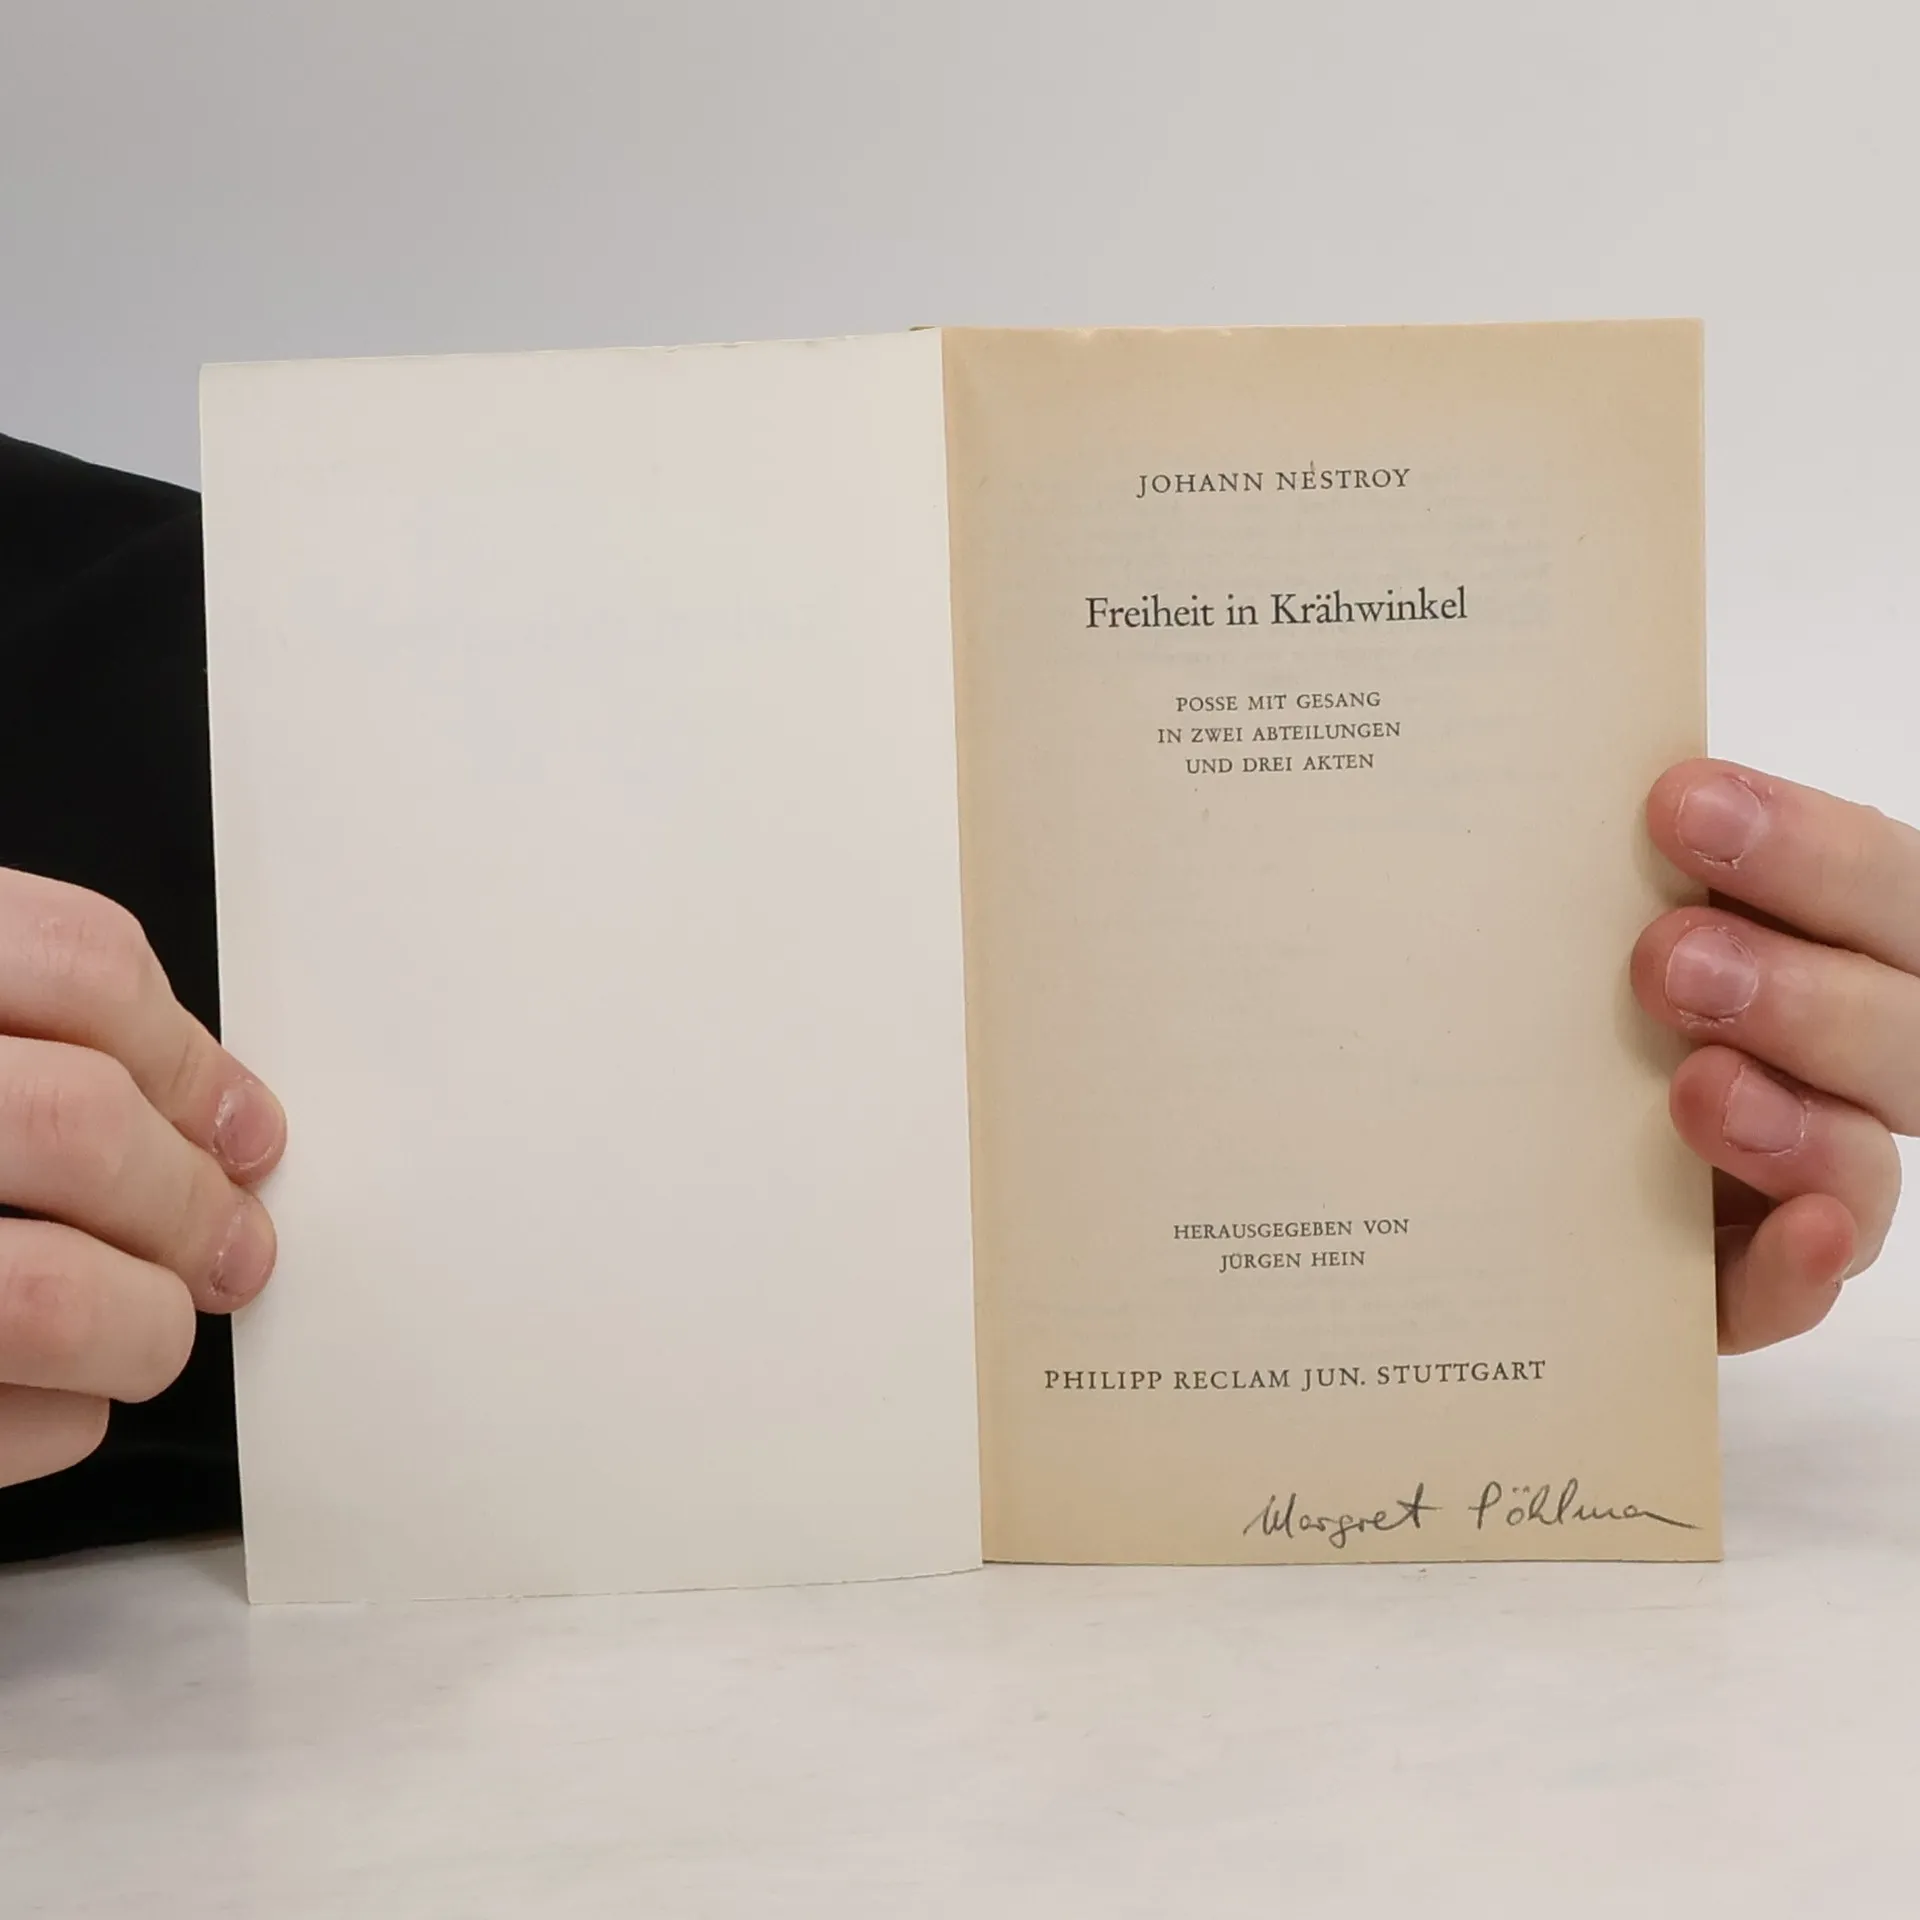 JOHANN NESTROY
Freiheit in Krähwinkel
POSSE MIT GESANG
IN ZWEI ABTEILUNGEN
UND DREI AKTEN
HERAUSGEGEBEN VON
JÜRGEN HEIN
PHILIPP RECLAM JUN. STUTTGART
Margret